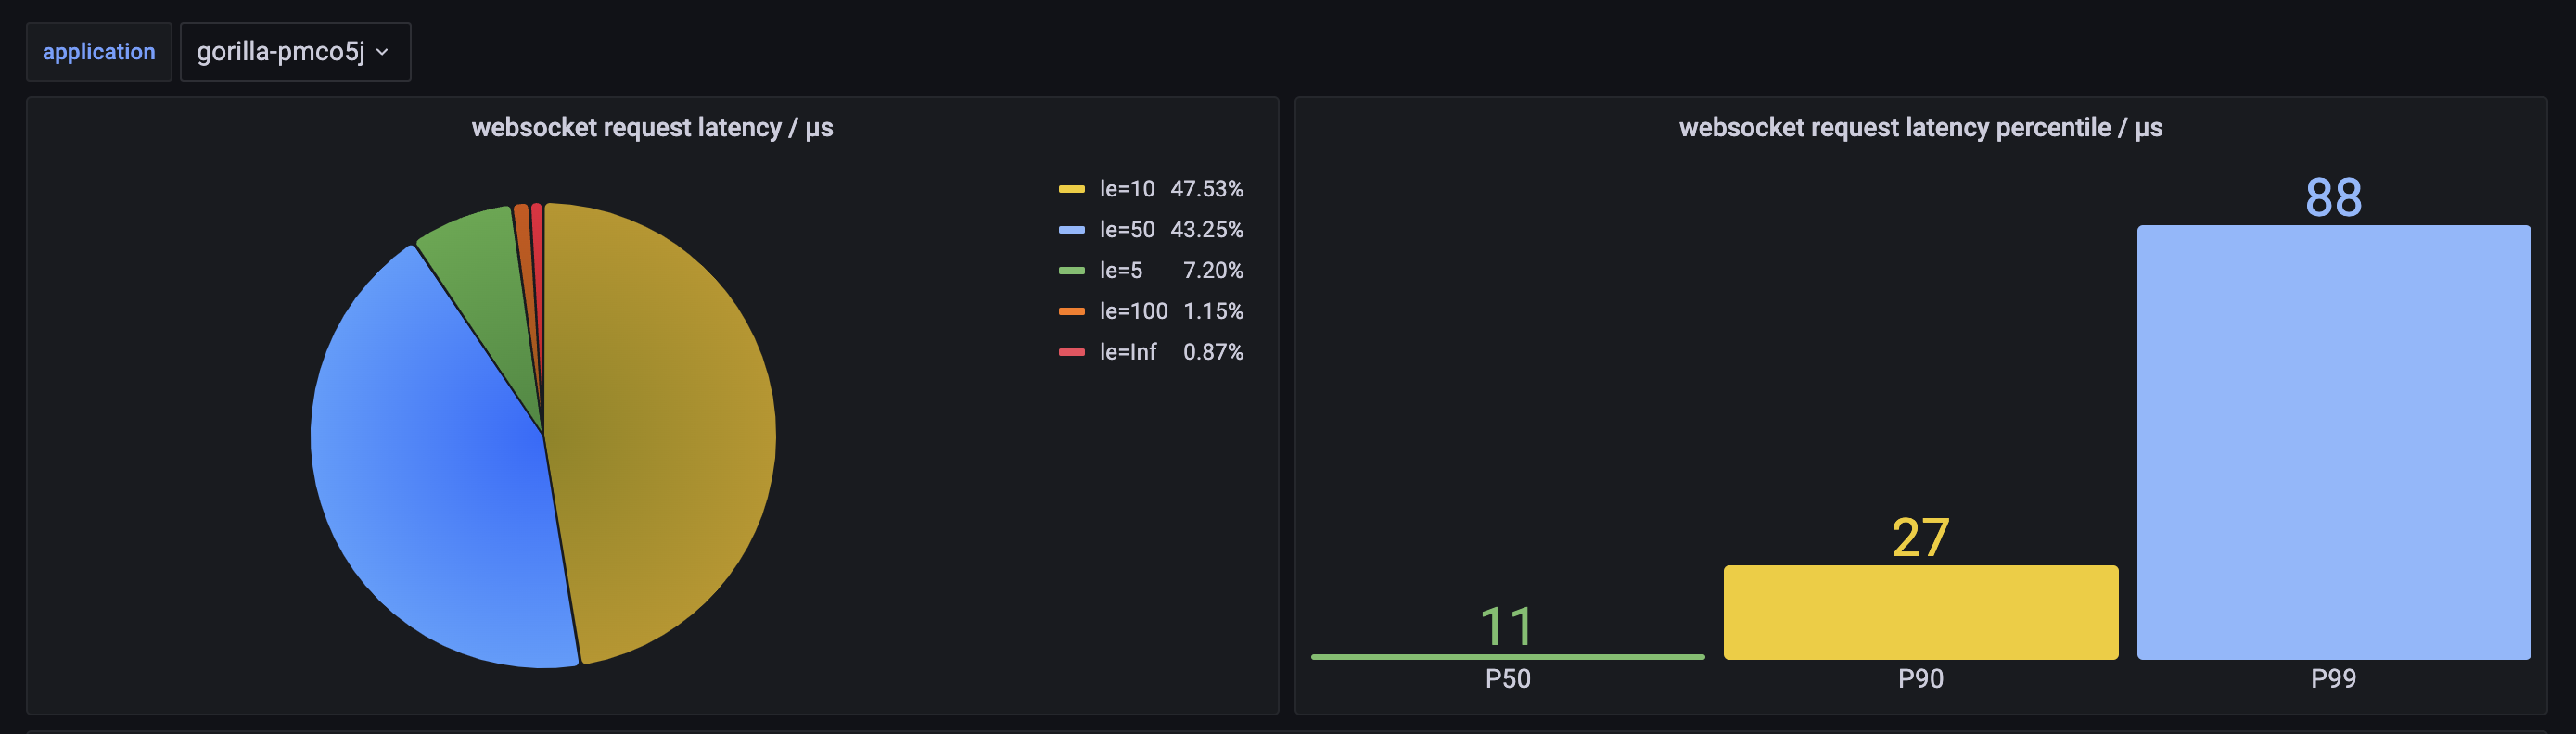 application gorilla-pmco5j
websocket request latency / µs
le=10 47.53%
le=50 43.25%
le=5 7.20%
le=100 1.15%
le=Inf 0.87%
websocket request latency percentile / µs
11
27
88
P50 P90 P99